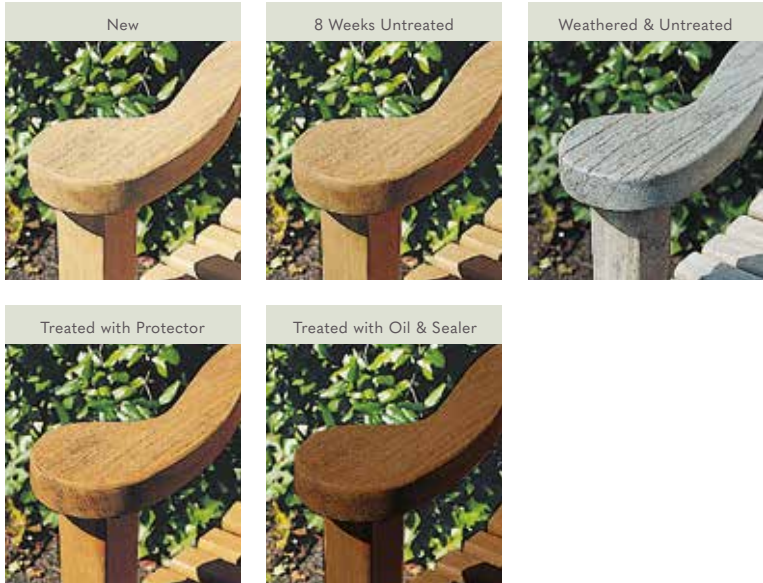 New
8 Weeks Untreated
Weathered & Untreated
Treated with Protector
Treated with Oil & Sealer